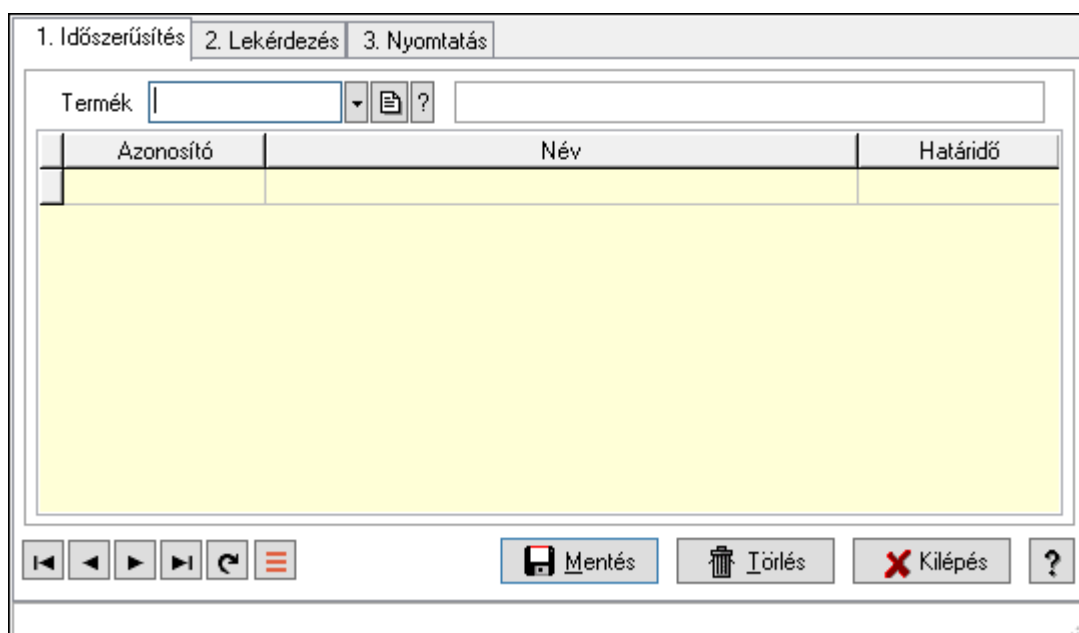 1. Időszerűsítés 2. Lekérdezés 3. Nyomtatás
Termék ?
Azonosító Név Határidő
Mentés Törlés Kilépés ?